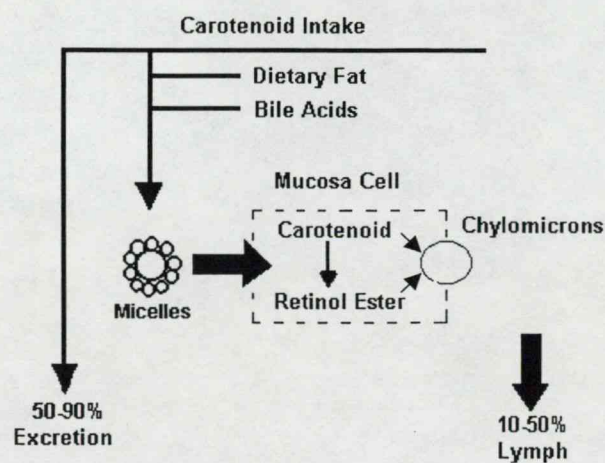 Carotenoid Intake
Dietary Fat
Bile Acids
Mucosa Cell
Carotenoid
Chylomicrons
Retinol Ester
Micelles
50-90%
Excretion
10-50%
Lymph